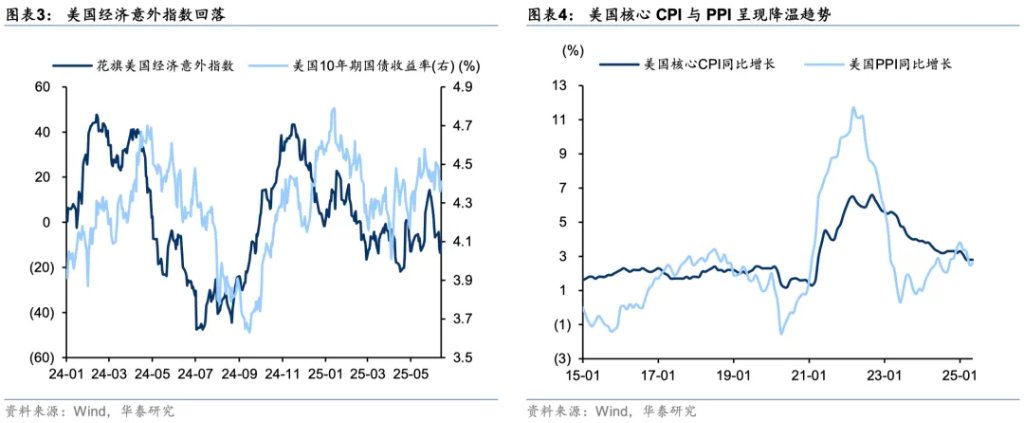 图表3： 美国经济意外指数回落
花旗美国经济意外指数
美国10年期国债收益率(右) (%)
60
40
20
0
(20)
(40)
(60)
4.9
4.7
4.5
4.3
4.1
3.9
3.7
3.5
24-01 24-03 24-05 24-07 24-09 24-11 25-01 25-03 25-05
资料来源：Wind，华泰研究
图表4： 美国核心 CPI 与 PPI 呈现降温趋势
(%)
美国核心CPI同比增长
美国PPI同比增长
13
11
9
7
5
3
1
(1)
(3)
15-01 17-01 19-01 21-01 23-01 25-01
资料来源：Wind，华泰研究